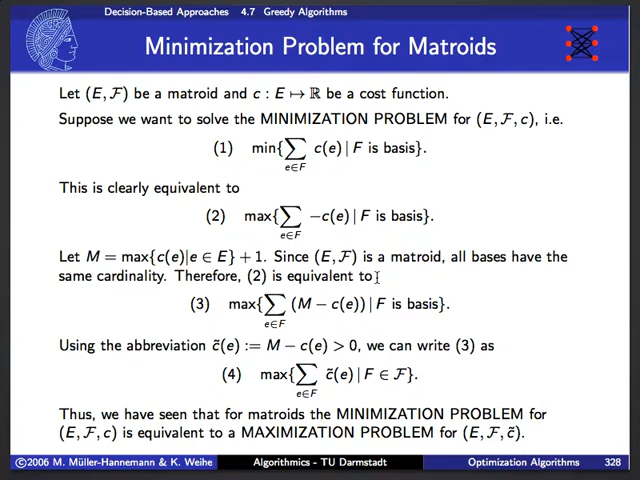 Decision-Based Approaches 4.7 Greedy Algorithms
Minimization Problem for Matroids
Let (E, F) be a matroid and c : E ↦ ℝ be a cost function.
Suppose we want to solve the MINIMIZATION PROBLEM for (E, F, c), i.e.
(1) min{∑ c(e) | F is basis}.
e∈F
This is clearly equivalent to
(2) max{∑ −c(e) | F is basis}.
e∈F
Let M = max{c(e)|e ∈ E} + 1. Since (E, F) is a matroid, all bases have the
same cardinality. Therefore, (2) is equivalent to
(3) max{∑ (M − c(e)) | F is basis}.
e∈F
Using the abbreviation c̃(e) := M − c(e) > 0, we can write (3) as
(4) max{∑ c̃(e) | F ∈ F}.
e∈F
Thus, we have seen that for matroids the MINIMIZATION PROBLEM for
(E, F, c) is equivalent to a MAXIMIZATION PROBLEM for (E, F, c̃).
©2006 M. Müller-Hannemann & K. Weihe Algorithmics - TU Darmstadt Optimization Algorithms 328